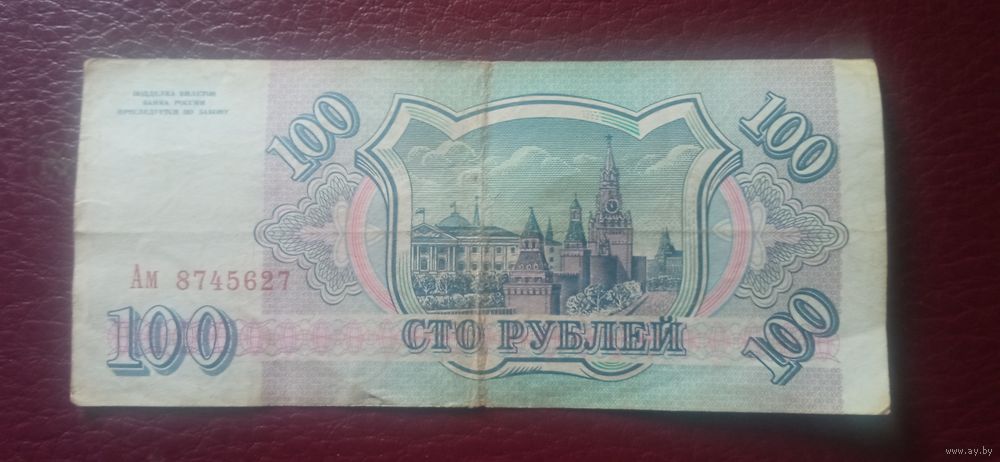 ПОДДЕЛКА БИЛЕТОВ
БАНКА РОССИИ
ПРЕСЛЕДУЕТСЯ ПО ЗАКОНУ
100
100
Ам 8745627
100
СТО РУБЛЕЙ
100
www.ay.by